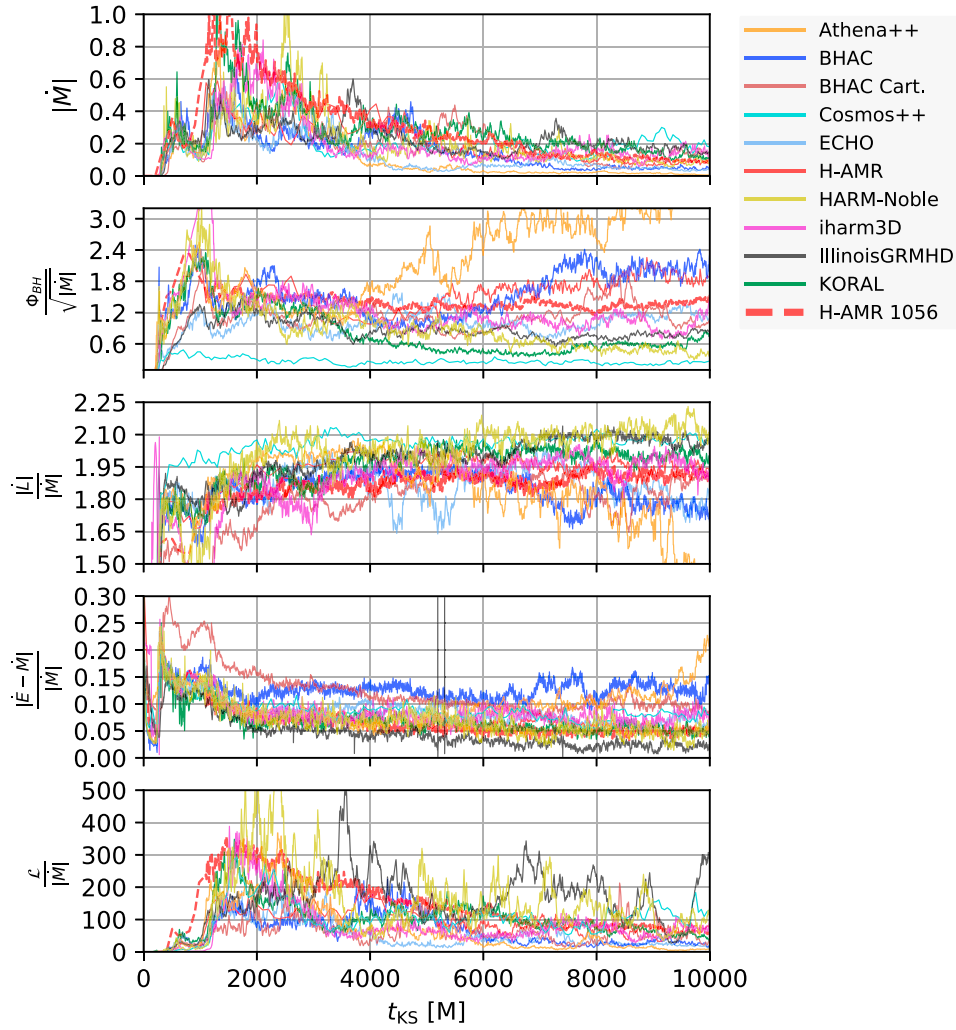 1.0
0.8
0.6
0.4
0.2
0.0
|Ṁ|
3.0
2.4
1.8
1.2
0.6
Φ_BH / √|Ṁ|
2.25
2.10
1.95
1.80
1.65
1.50
|L̇| / |Ṁ|
0.30
0.25
0.20
0.15
0.10
0.05
0.00
|Ė − Ṁ| / |Ṁ|
500
400
300
200
100
0
ℒ / |Ṁ|
0 2000 4000 6000 8000 10000
t_KS [M]
Athena++
BHAC
BHAC Cart.
Cosmos++
ECHO
H-AMR
HARM-Noble
iharm3D
IllinoisGRMHD
KORAL
H-AMR 1056